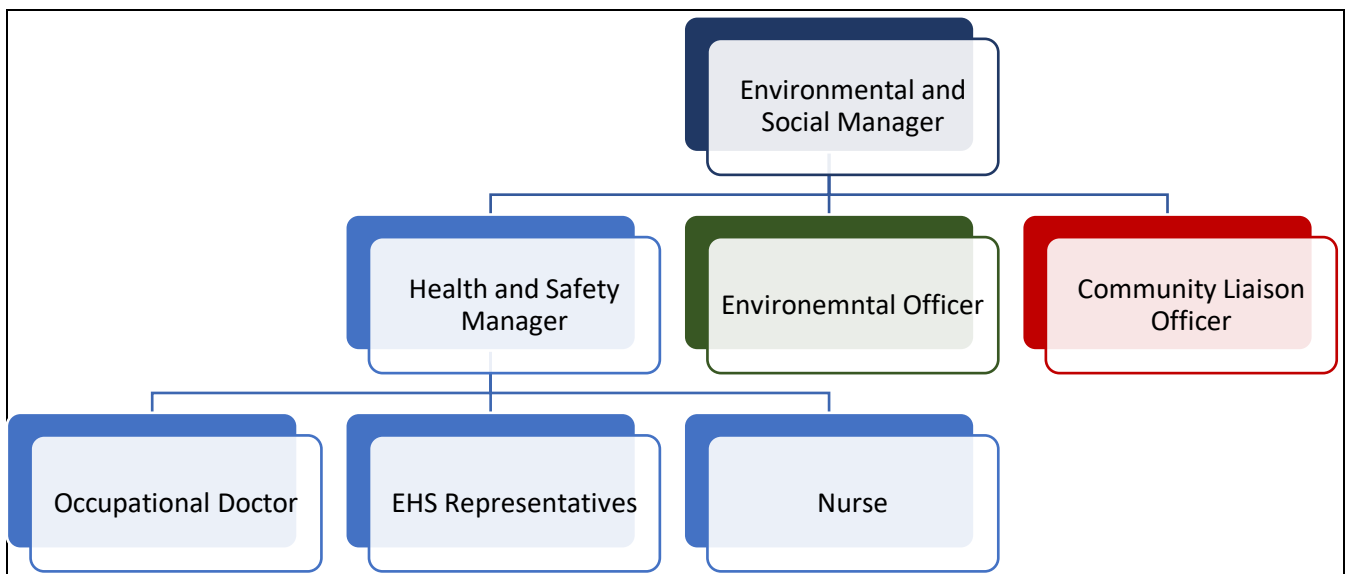 Environmental and
Social Manager
Health and Safety
Manager
Environemntal Officer
Community Liaison
Officer
Occupational Doctor
EHS Representatives
Nurse